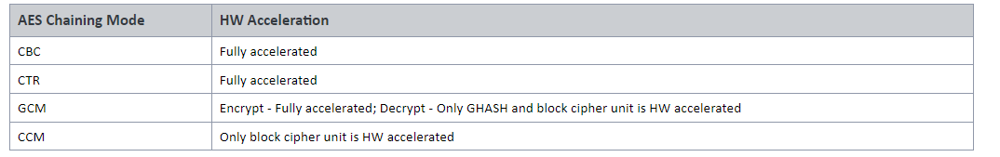 AES Chaining Mode HW Acceleration
CBC Fully accelerated
CTR Fully accelerated
GCM Encrypt - Fully accelerated; Decrypt - Only GHASH and block cipher unit is HW accelerated
CCM Only block cipher unit is HW accelerated